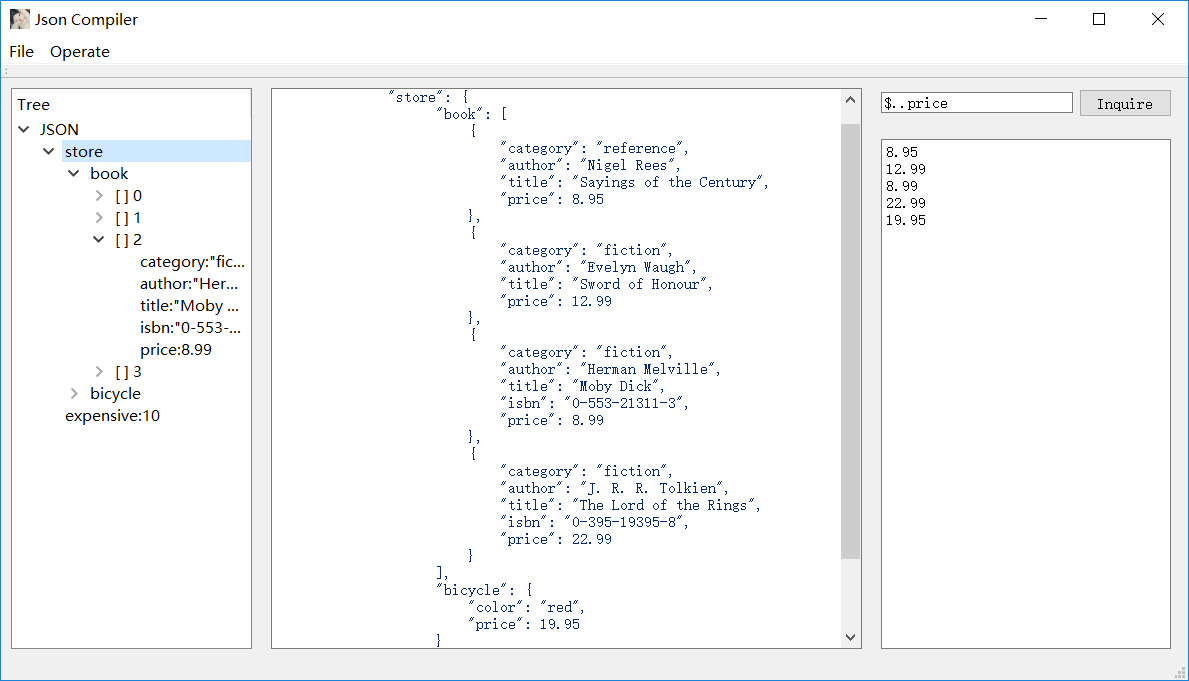 Json Compiler
File Operate
Tree
JSON
store
book
[ ] 0
[ ] 1
[ ] 2
category:"fic...
author:"Her...
title:"Moby ...
isbn:"0-553-...
price:8.99
[ ] 3
bicycle
expensive:10
"store": {
"book": [
{
"category": "reference",
"author": "Nigel Rees",
"title": "Sayings of the Century",
"price": 8.95
},
{
"category": "fiction",
"author": "Evelyn Waugh",
"title": "Sword of Honour",
"price": 12.99
},
{
"category": "fiction",
"author": "Herman Melville",
"title": "Moby Dick",
"isbn": "0-553-21311-3",
"price": 8.99
},
{
"category": "fiction",
"author": "J. R. R. Tolkien",
"title": "The Lord of the Rings",
"isbn": "0-395-19395-8",
"price": 22.99
}
],
"bicycle": {
"color": "red",
"price": 19.95
}
$..price
Inquire
8.95
12.99
8.99
22.99
19.95